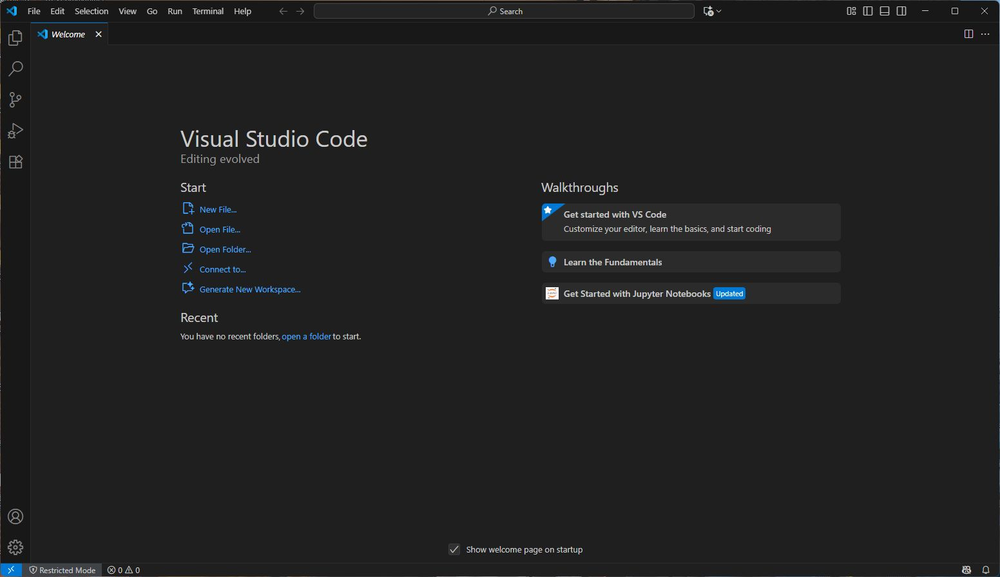 File Edit Selection View Go Run Terminal Help
Search
Welcome
Visual Studio Code
Editing evolved
Start
New File...
Open File...
Open Folder...
Connect to...
Generate New Workspace...
Recent
You have no recent folders, open a folder to start.
Walkthroughs
Get started with VS Code
Customize your editor, learn the basics, and start coding
Learn the Fundamentals
Get Started with Jupyter Notebooks Updated
Show welcome page on startup
Restricted Mode 0 0